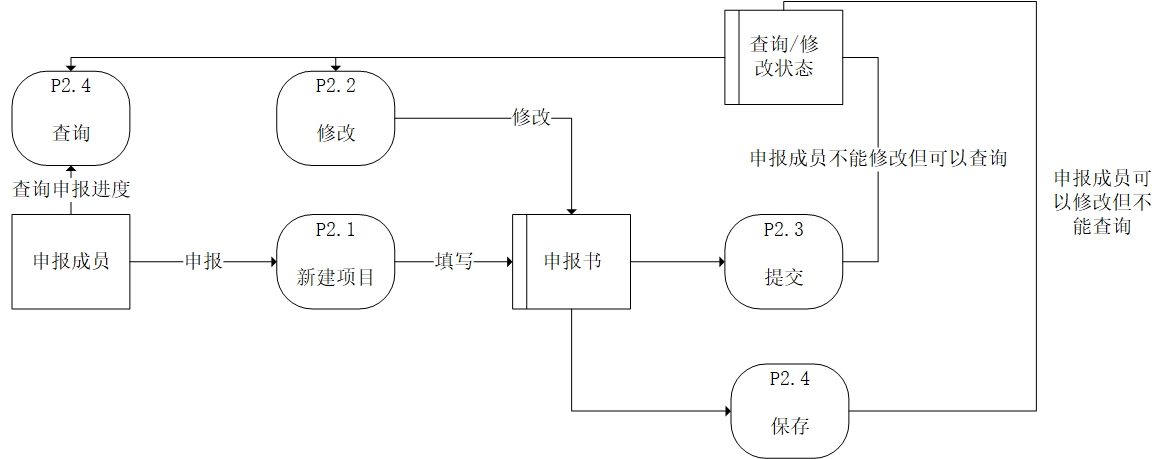 查询/修
改状态
P2.4
查询
P2.2
修改
修改
申报成员不能修改但可以查询
申报成员可
以修改但不
能查询
查询申报进度
申报成员
申报
P2.1
新建项目
填写
申报书
P2.3
提交
P2.4
保存